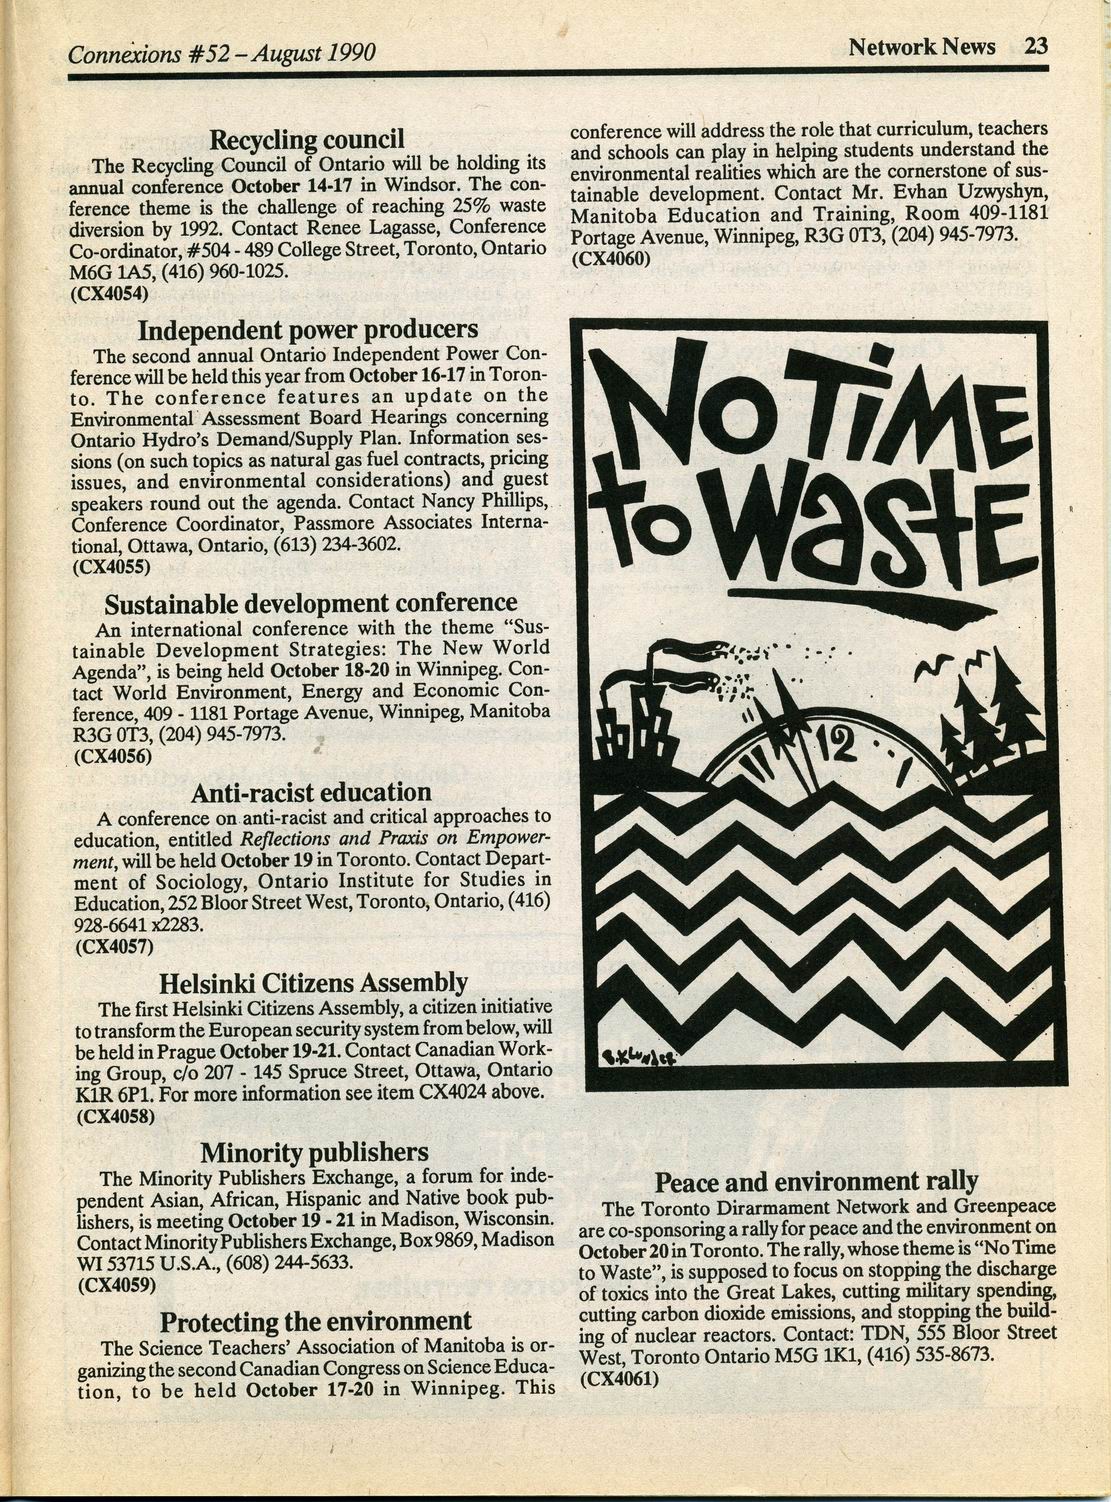 Connexions #52 – August 1990
Network News 23
Recycling council
The Recycling Council of Ontario will be holding its
annual conference October 14-17 in Windsor. The con-
ference theme is the challenge of reaching 25% waste
diversion by 1992. Contact Renee Lagasse, Conference
Co-ordinator, #504 - 489 College Street, Toronto, Ontario
M6G 1A5, (416) 960-1025.
(CX4054)
Independent power producers
The second annual Ontario Independent Power Con-
ference will be held this year from October 16-17 in Toron-
to. The conference features an update on the
Environmental Assessment Board Hearings concerning
Ontario Hydro's Demand/Supply Plan. Information ses-
sions (on such topics as natural gas fuel contracts, pricing
issues, and environmental considerations) and guest
speakers round out the agenda. Contact Nancy Phillips,
Conference Coordinator, Passmore Associates Interna-
tional, Ottawa, Ontario, (613) 234-3602.
(CX4055)
Sustainable development conference
An international conference with the theme “Sus-
tainable Development Strategies: The New World
Agenda”, is being held October 18-20 in Winnipeg. Con-
tact World Environment, Energy and Economic Con-
ference, 409 - 1181 Portage Avenue, Winnipeg, Manitoba
R3G 0T3, (204) 945-7973.
(CX4056)
Anti-racist education
A conference on anti-racist and critical approaches to
education, entitled Reflections and Praxis on Empower-
ment, will be held October 19 in Toronto. Contact Depart-
ment of Sociology, Ontario Institute for Studies in
Education, 252 Bloor Street West, Toronto, Ontario, (416)
928-6641 x2283.
(CX4057)
Helsinki Citizens Assembly
The first Helsinki Citizens Assembly, a citizen initiative
to transform the European security system from below, will
be held in Prague October 19-21. Contact Canadian Work-
ing Group, c/o 207 - 145 Spruce Street, Ottawa, Ontario
K1R 6P1. For more information see item CX4024 above.
(CX4058)
Minority publishers
The Minority Publishers Exchange, a forum for inde-
pendent Asian, African, Hispanic and Native book pub-
lishers, is meeting October 19 - 21 in Madison, Wisconsin.
Contact Minority Publishers Exchange, Box 9869, Madison
WI 53715 U.S.A., (608) 244-5633.
(CX4059)
Protecting the environment
The Science Teachers' Association of Manitoba is or-
ganizing the second Canadian Congress on Science Educa-
tion, to be held October 17-20 in Winnipeg. This
conference will address the role that curriculum, teachers
and schools can play in helping students understand the
environmental realities which are the cornerstone of sus-
tainable development. Contact Mr. Evhan Uzwyshyn,
Manitoba Education and Training, Room 409-1181
Portage Avenue, Winnipeg, R3G 0T3, (204) 945-7973.
(CX4060)
No TiME
to WastE
12
1
B.Klunder
Peace and environment rally
The Toronto Dirarmament Network and Greenpeace
are co-sponsoring a rally for peace and the environment on
October 20 in Toronto. The rally, whose theme is “No Time
to Waste”, is supposed to focus on stopping the discharge
of toxics into the Great Lakes, cutting military spending,
cutting carbon dioxide emissions, and stopping the build-
ing of nuclear reactors. Contact: TDN, 555 Bloor Street
West, Toronto Ontario M5G 1K1, (416) 535-8673.
(CX4061)